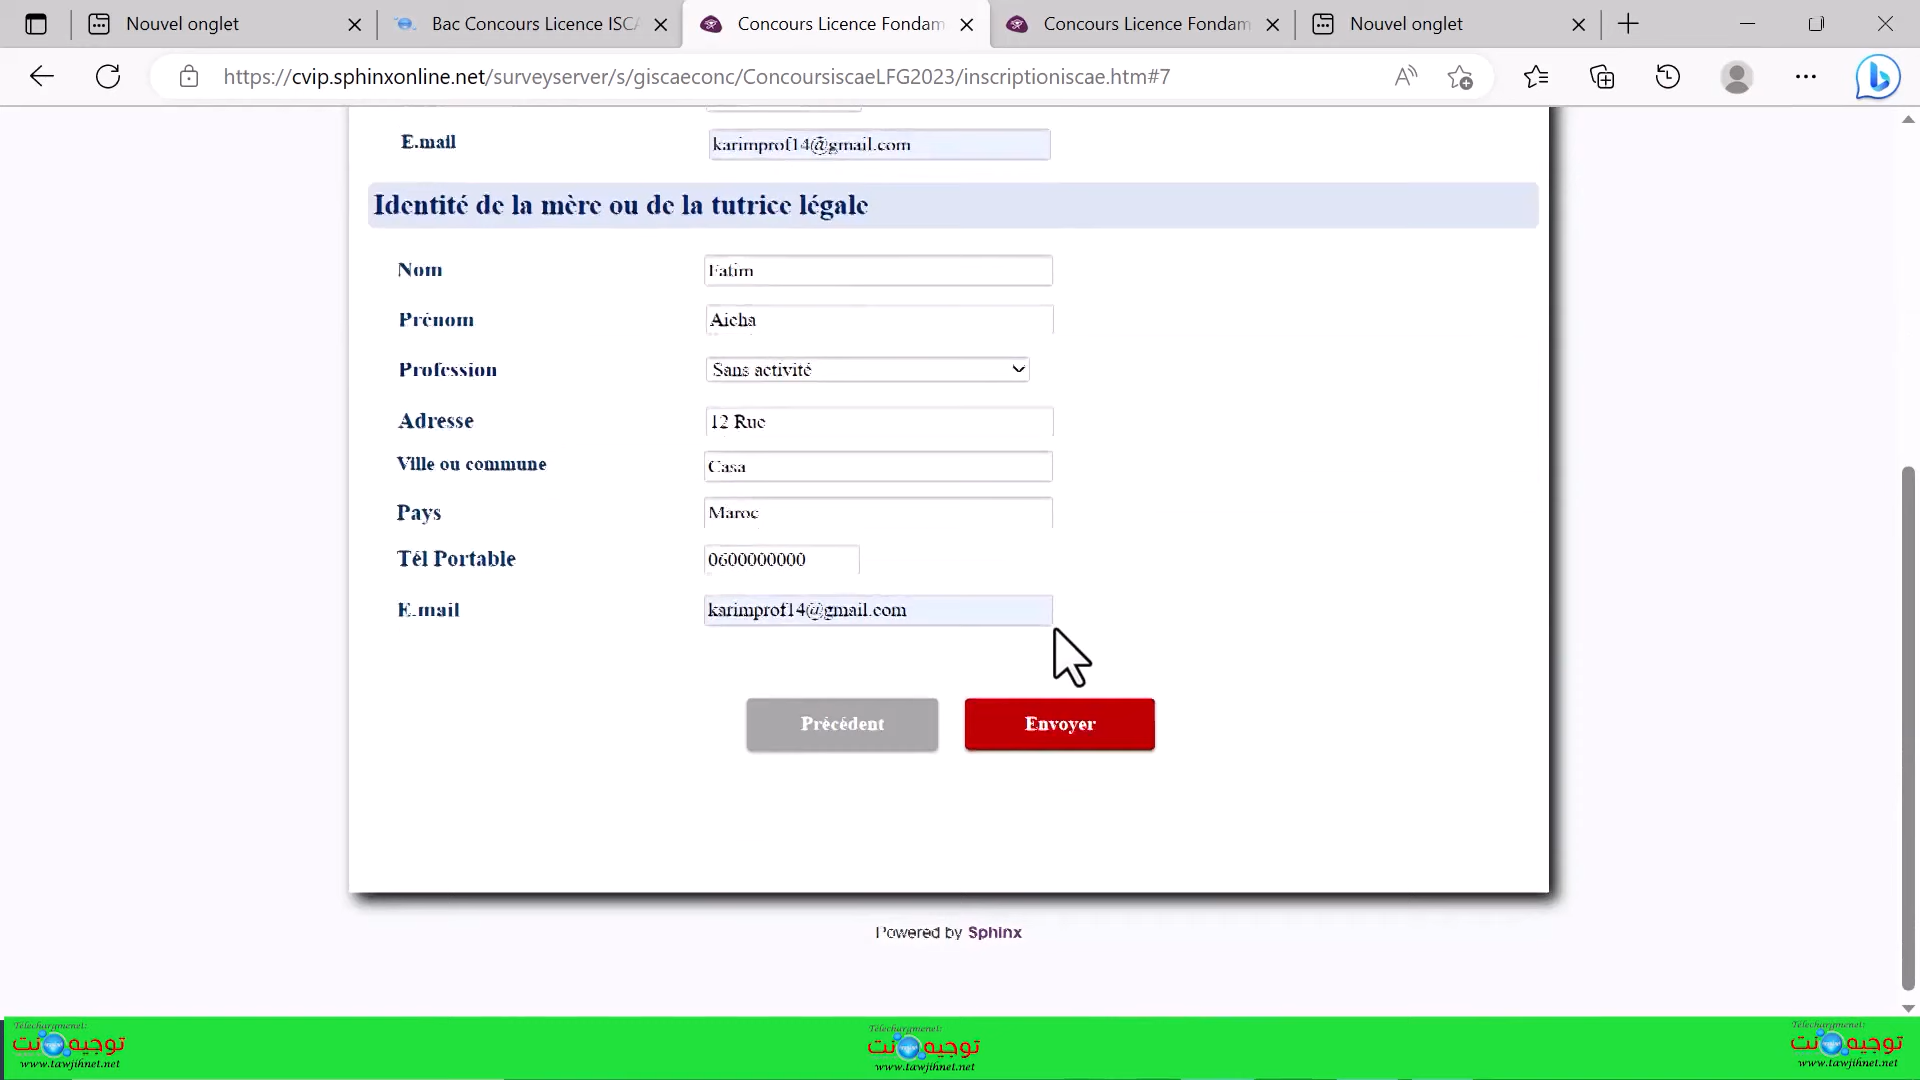 Nouvel onglet
Bac Concours Licence ISCA
Concours Licence Fondam
Concours Licence Fondam
Nouvel onglet
https://cvip.sphinxonline.net/surveyserver/s/giscaeconc/ConcoursiscaeLFG2023/inscriptioniscae.htm#7
E.mail karimprof14@gmail.com
Identité de la mère ou de la tutrice légale
Nom Fatim
Prénom Aicha
Profession Sans activité
Adresse 12 Rue
Ville ou commune Casa
Pays Maroc
Tél Portable 0600000000
E.mail karimprof14@gmail.com
Précédent Envoyer
Powered by Sphinx
Téléchargmenet: Téléchargmenet: Téléchargmenet:
توجيه نت توجيه نت توجيه نت
www.tawjihnet.net www.tawjihnet.net www.tawjihnet.net